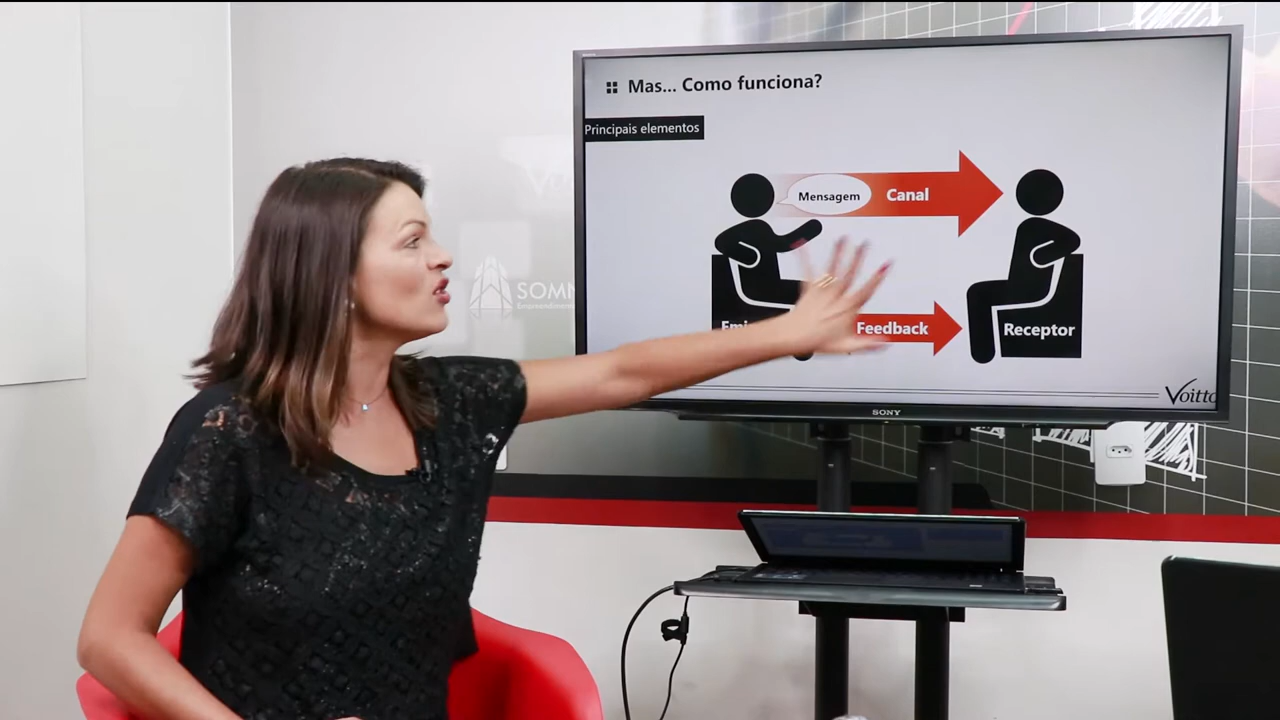 Mas... Como funciona?
Principais elementos
Mensagem
Canal
Feedback
Receptor
Voitto
SONY